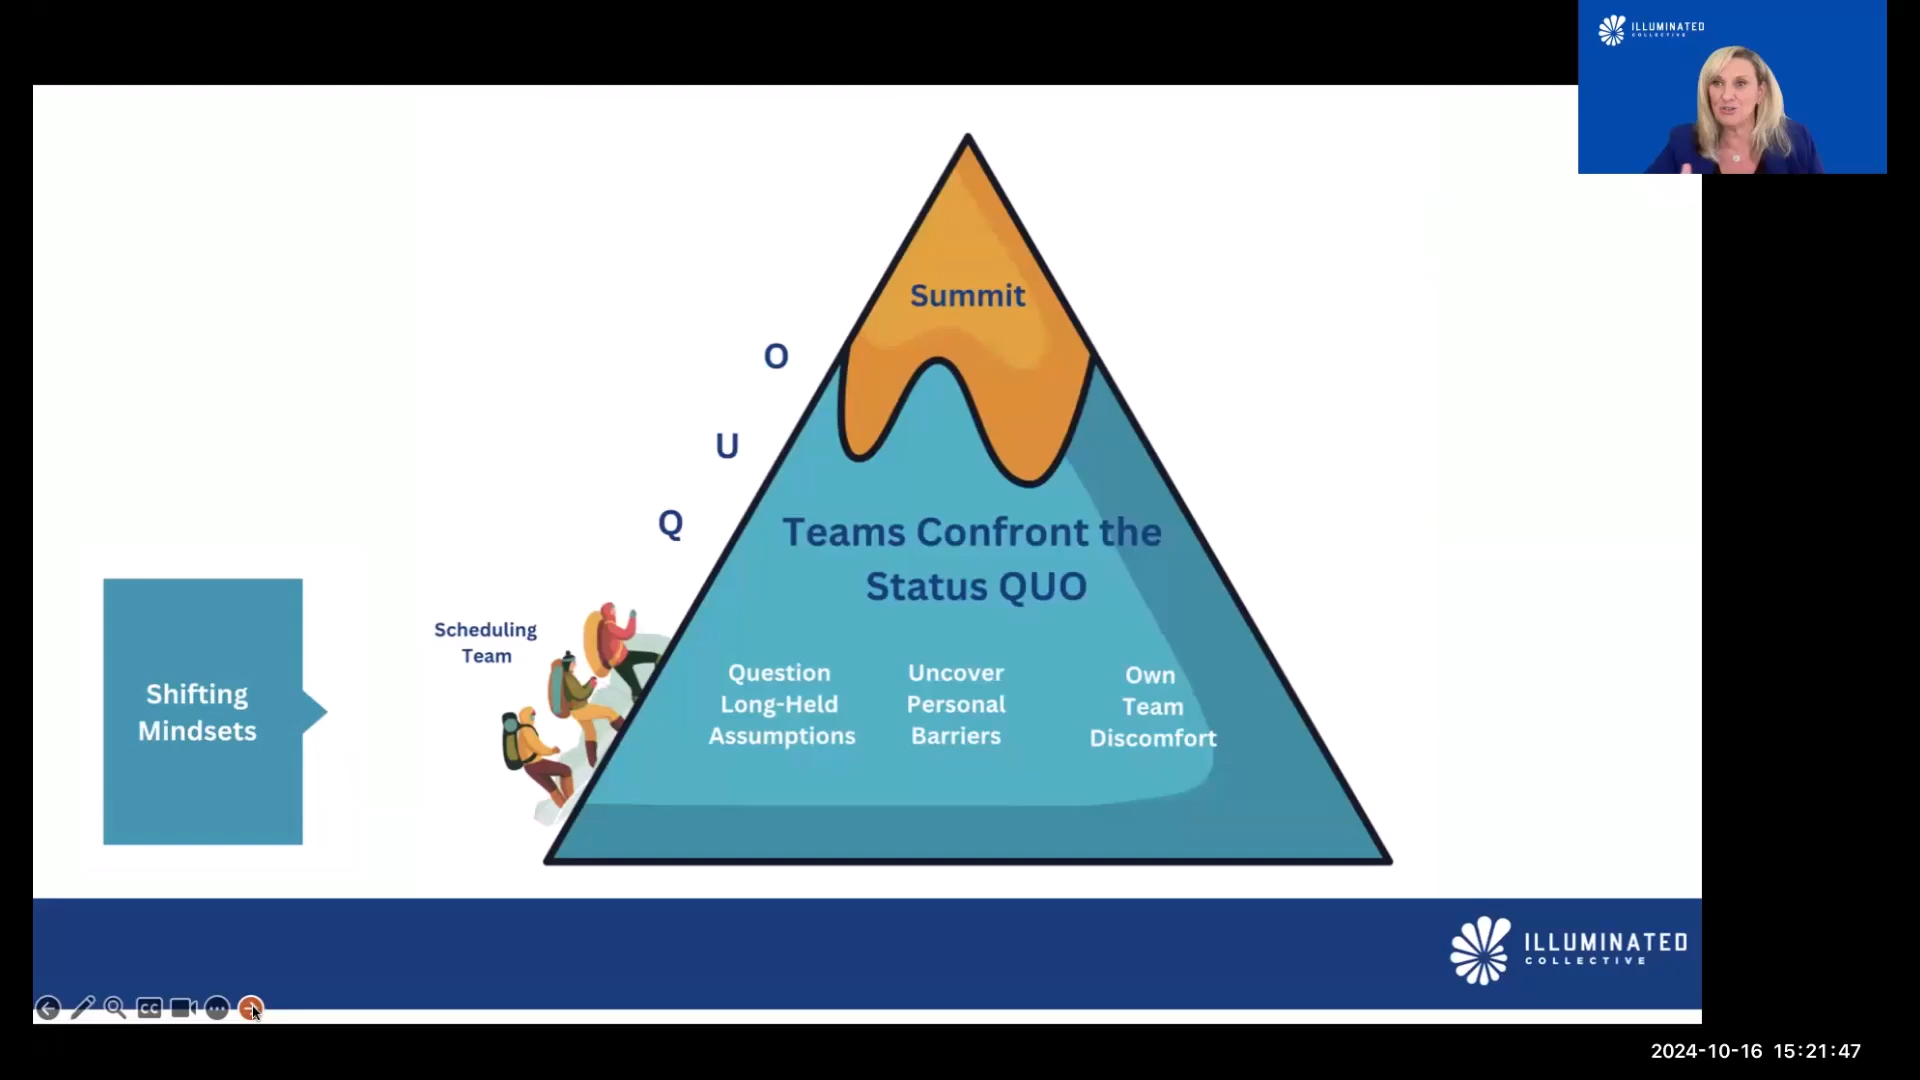 ILLUMINATED
COLLECTIVE
Summit
O
U
Q
Teams Confront the
Status QUO
Scheduling
Team
Question
Long-Held
Assumptions
Uncover
Personal
Barriers
Own
Team
Discomfort
Shifting
Mindsets
ILLUMINATED
COLLECTIVE
CC
2024-10-16 15:21:47